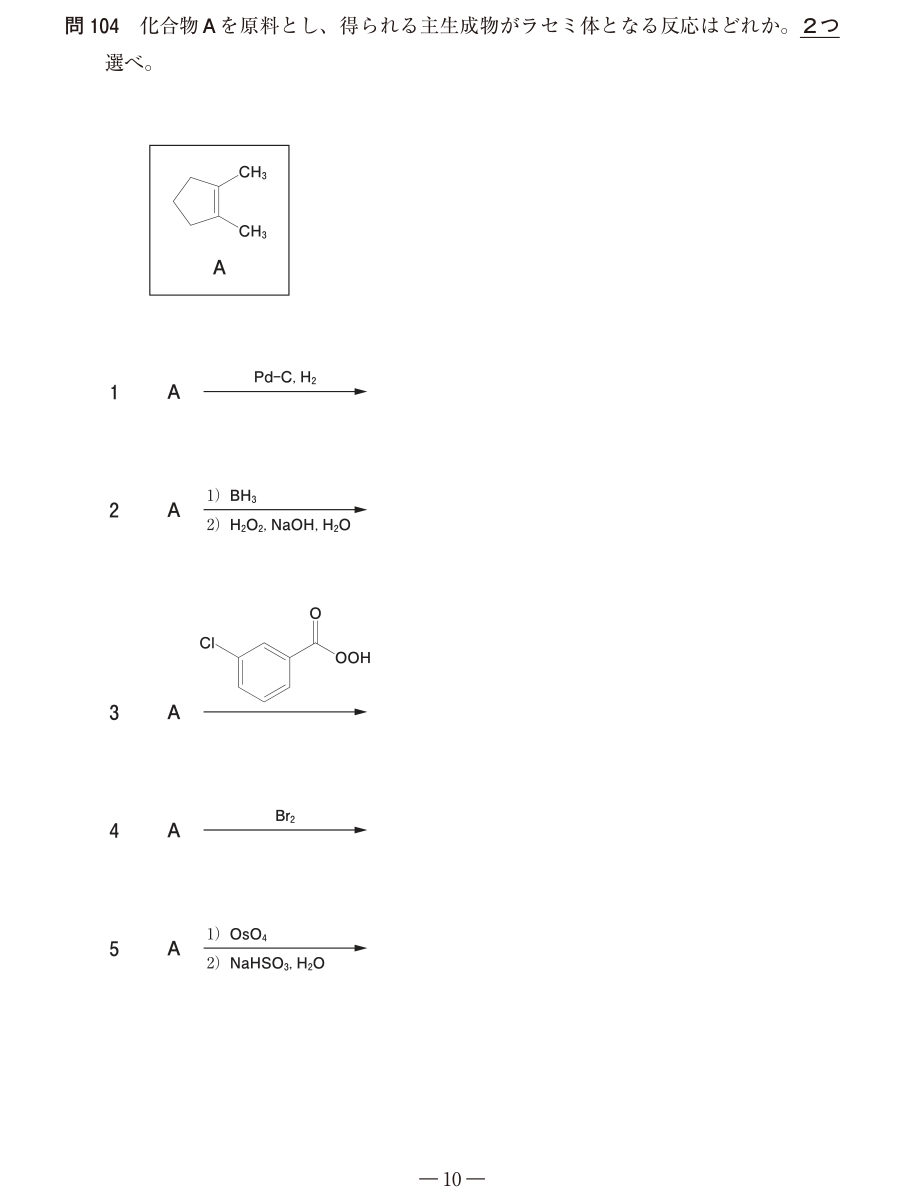 問 104 化合物 A を原料とし、得られる主生成物がラセミ体となる反応はどれか。2つ
選べ。
CH₃
CH₃
A
Pd-C, H₂
1 A
1) BH₃
2 A
2) H₂O₂, NaOH, H₂O
O
Cl
OOH
3 A
Br₂
4 A
1) OsO₄
5 A
2) NaHSO₃, H₂O
— 10 —